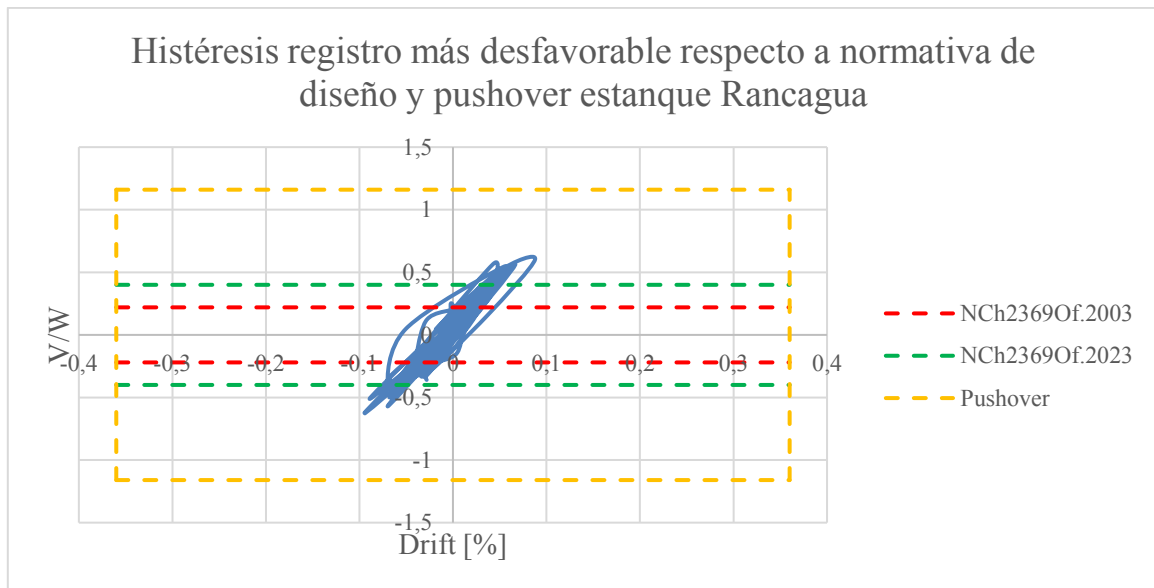 Histéresis registro más desfavorable respecto a normativa de
diseño y pushover estanque Rancagua
1,5
1
0,5
0
-0,5
-1
-1,5
V/W
-0,4 -0,3 -0,2 -0,1 0,0 0,1 0,2 0,3 0,4
Drift [%]
NCh2369Of.2003
NCh2369Of.2023
Pushover